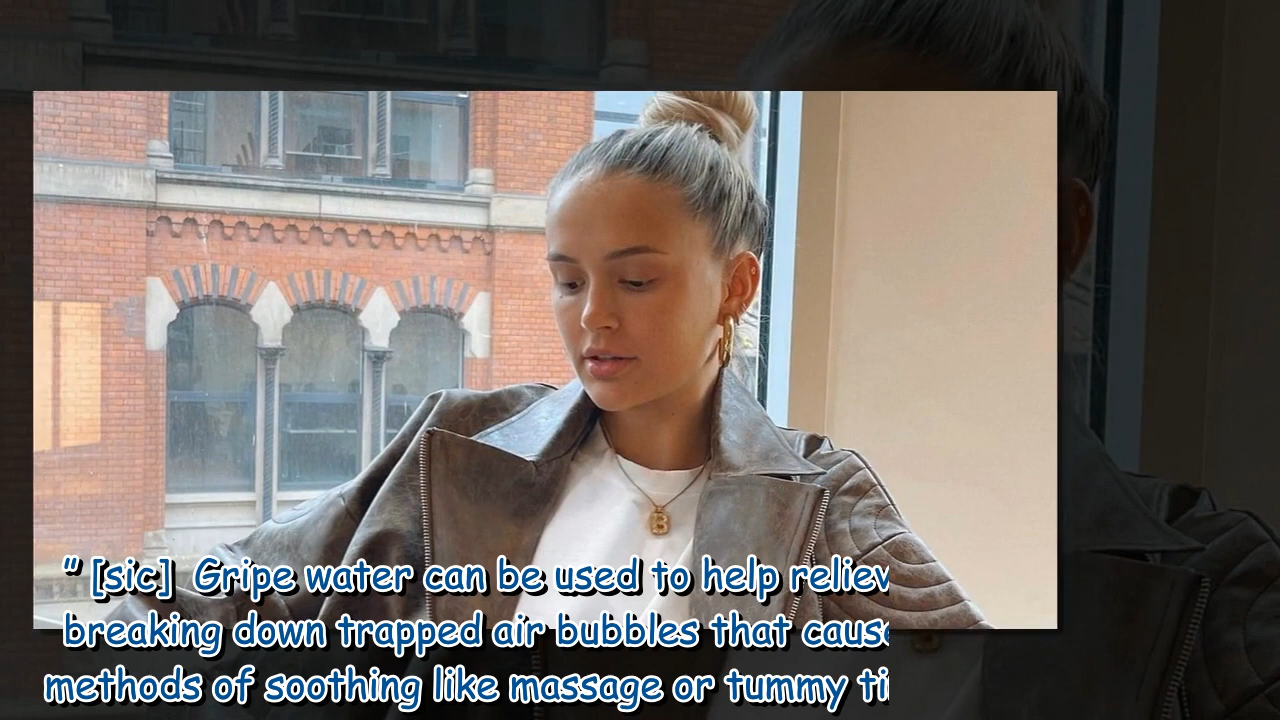 ” [sic] Gripe water can be used to help reliev
breaking down trapped air bubbles that cause
methods of soothing like massage or tummy ti
B